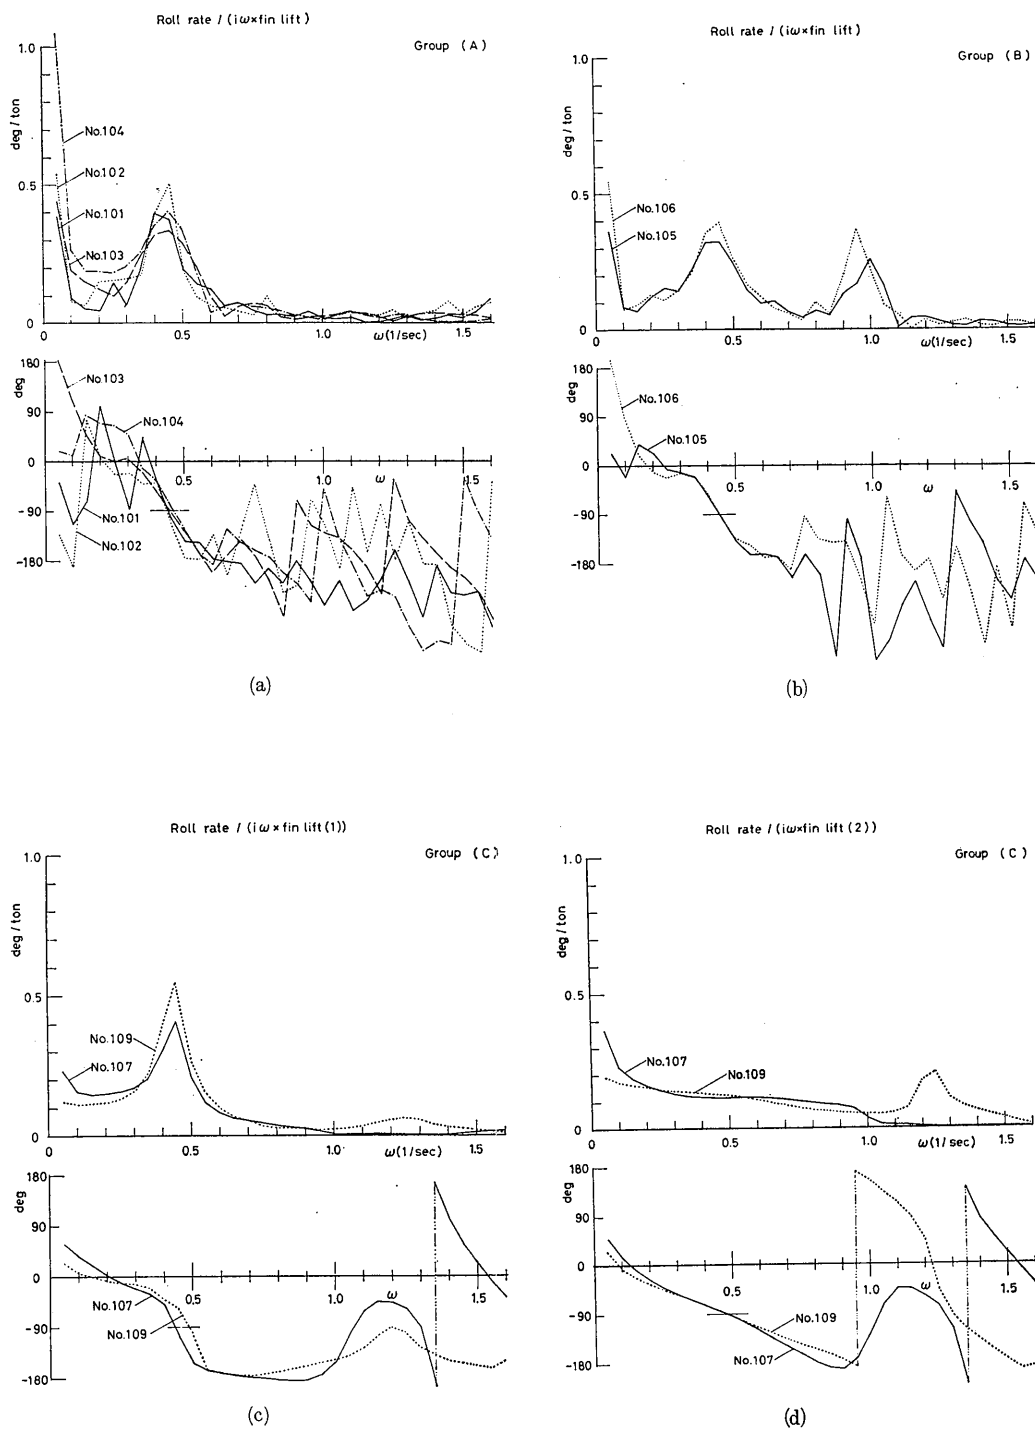 Roll rate / (iω×fin lift)
Group (A)
1.0
deg / ton
No.104
No.102
0.5
No.101
No.103
0
0
0.5
1.0
1.5
ω(1/sec)
180
deg
No.103
90
No.104
0
0.5
ω
1.5
-90
No.101
No.102
-180
(a)
Roll rate / (iω×fin lift)
Group (B)
1.0
deg / ton
0.5
No.106
No.105
0
0
0.5
1.0
1.5
ω(1/sec)
180
deg
No.106
90
No.105
0
0.5
ω
1.5
-90
-180
(b)
Roll rate / (iω×fin lift(1))
Group (C)
1.0
deg / ton
0.5
No.109
No.107
0
0
0.5
1.0
ω(1/sec)
1.5
180
deg
90
0
0.5
ω
1.5
No.107
No.109
-90
-180
(c)
Roll rate / (iω×fin lift(2))
Group (C)
1.0
deg / ton
0.5
No.107
No.109
0
0
0.5
1.0
ω(1/sec)
1.5
180
deg
90
0
0.5
1.0
ω
1.5
No.109
-90
No.107
-180
(d)